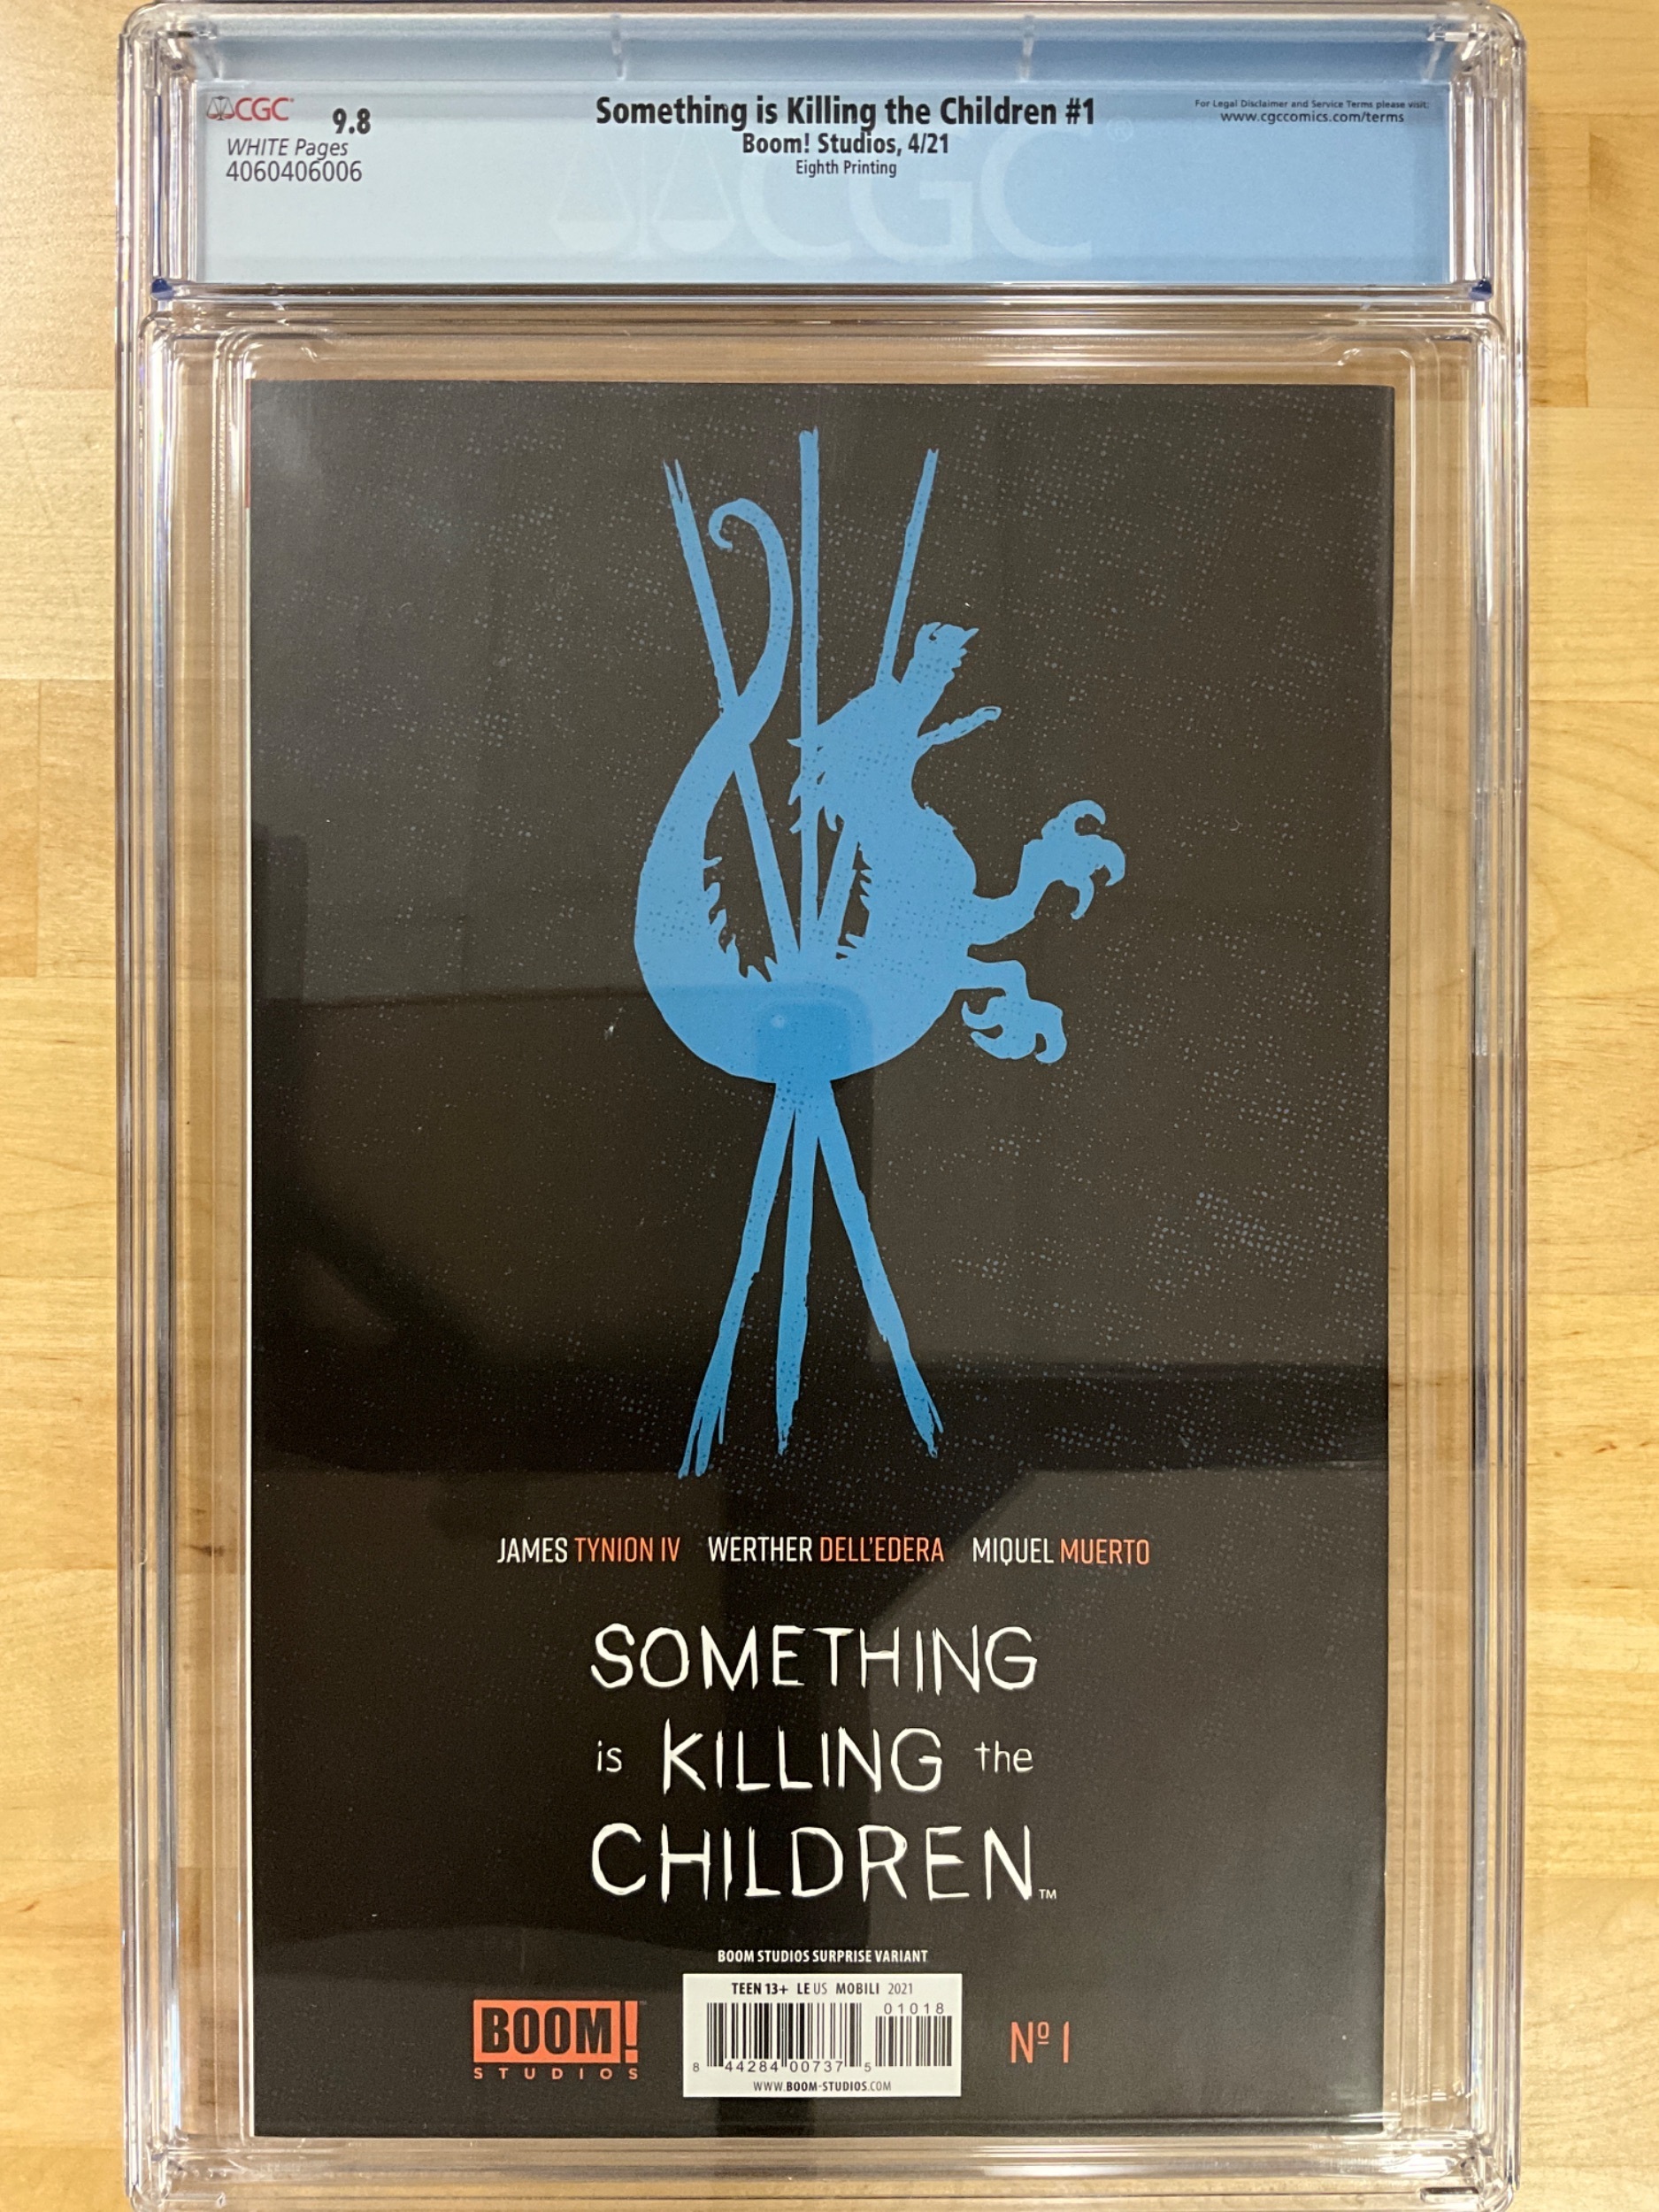 CGC
9.8
WHITE Pages
4060406006
Something is Killing the Children #1
Boom! Studios, 4/21
Eighth Printing
For Legal Disclaimer and Service Terms please visit:
www.cgccomics.com/terms
CGC®
JAMES TYNION IV WERTHER DELL'EDERA MIQUEL MUERTO
SOMETHING
is KILLING the
CHILDREN™
BOOM STUDIOS SURPRISE VARIANT
BOOM!
STUDIOS
TEEN 13+ LE US MOBILI 2021
01018
8 44284 00737 5
WWW.BOOM-STUDIOS.COM
Nº 1